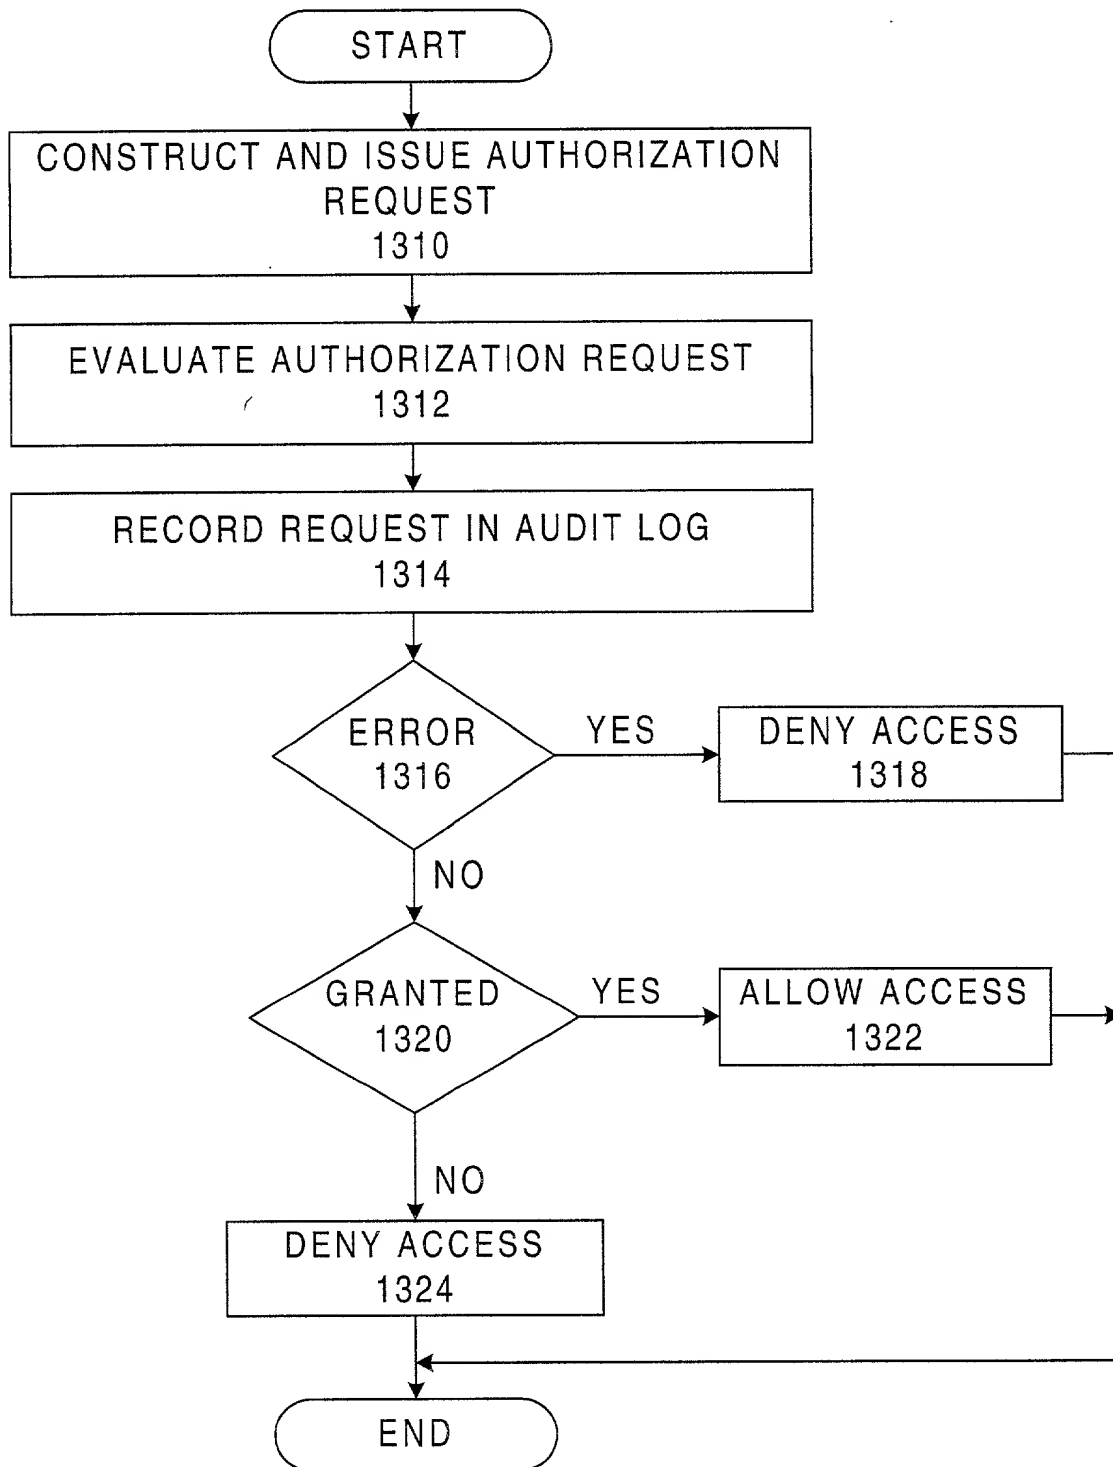 START
CONSTRUCT AND ISSUE AUTHORIZATION
REQUEST
1310
EVALUATE AUTHORIZATION REQUEST
1312
RECORD REQUEST IN AUDIT LOG
1314
ERROR
1316
YES
DENY ACCESS
1318
NO
GRANTED
1320
YES
ALLOW ACCESS
1322
NO
DENY ACCESS
1324
END